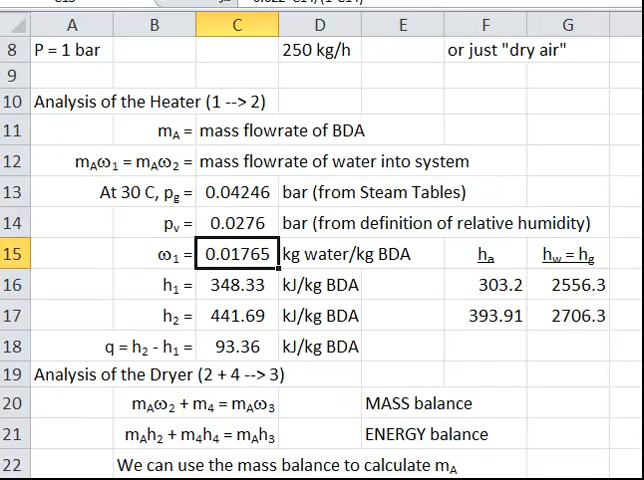 A B C D E F G
8 P = 1 bar 250 kg/h or just "dry air"
9
10 Analysis of the Heater (1 --> 2)
11 mA = mass flowrate of BDA
12 mAω1 = mAω2 = mass flowrate of water into system
13 At 30 C, pg = 0.04246 bar (from Steam Tables)
14 pv = 0.0276 bar (from definition of relative humidity)
15 ω1 = 0.01765 kg water/kg BDA ha hw = hg
16 h1 = 348.33 kJ/kg BDA 303.2 2556.3
17 h2 = 441.69 kJ/kg BDA 393.91 2706.3
18 q = h2 - h1 = 93.36 kJ/kg BDA
19 Analysis of the Dryer (2 + 4 --> 3)
20 mAω2 + m4 = mAω3 MASS balance
21 mAh2 + m4h4 = mAh3 ENERGY balance
22 We can use the mass balance to calculate mA